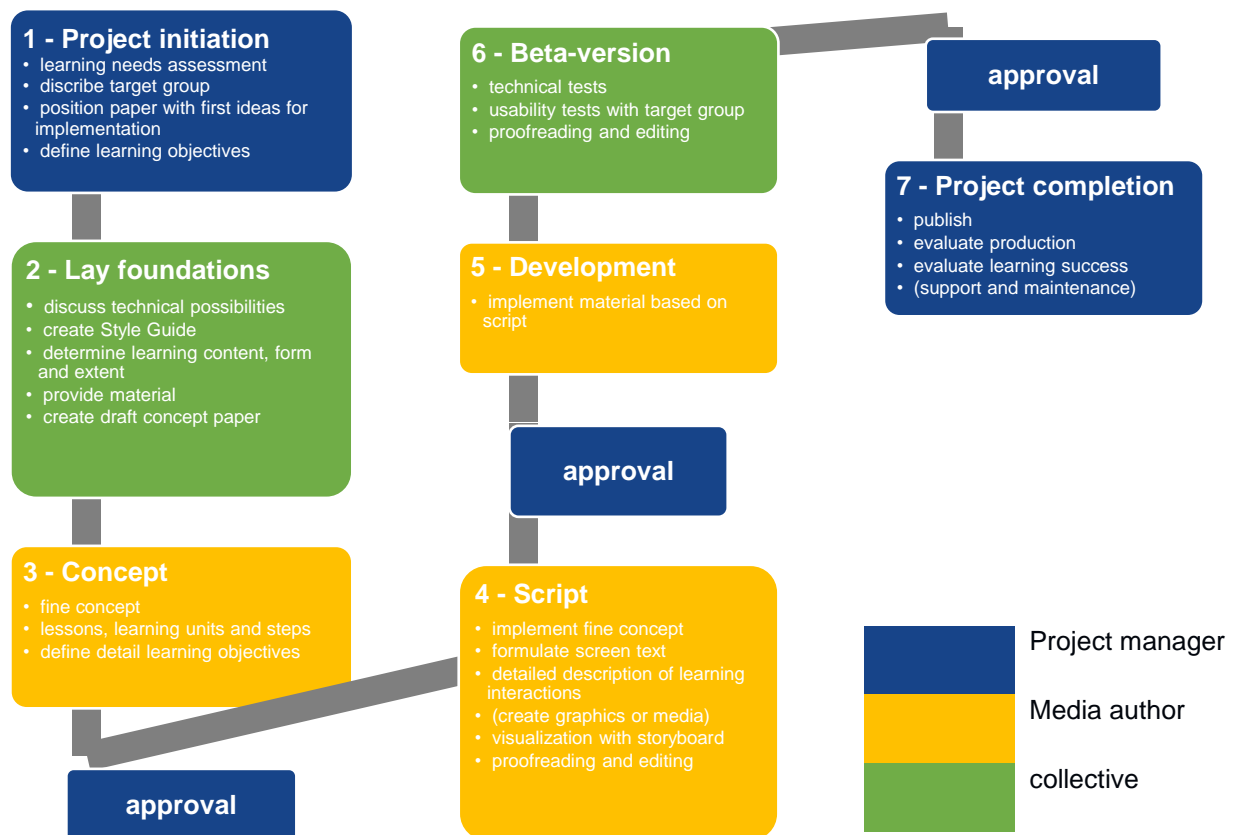 1 - Project initiation
• learning needs assessment
• discribe target group
• position paper with first ideas for
implementation
• define learning objectives
2 - Lay foundations
• discuss technical possibilities
• create Style Guide
• determine learning content, form
and extent
• provide material
• create draft concept paper
3 - Concept
• fine concept
• lessons, learning units and steps
• define detail learning objectives
approval
4 - Script
• implement fine concept
• formulate screen text
• detailed description of learning
interactions
• (create graphics or media)
• visualization with storyboard
• proofreading and editing
approval
5 - Development
• implement material based on
script
6 - Beta-version
• technical tests
• usability tests with target group
• proofreading and editing
approval
7 - Project completion
• publish
• evaluate production
• evaluate learning success
• (support and maintenance)
Project manager
Media author
collective